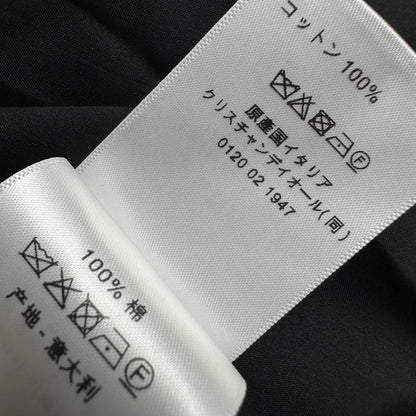 コットン 100%
原產国イタリア
クリスチャンディオール(同)
0120 02 1947
100% 棉
F
产地 - 意大利